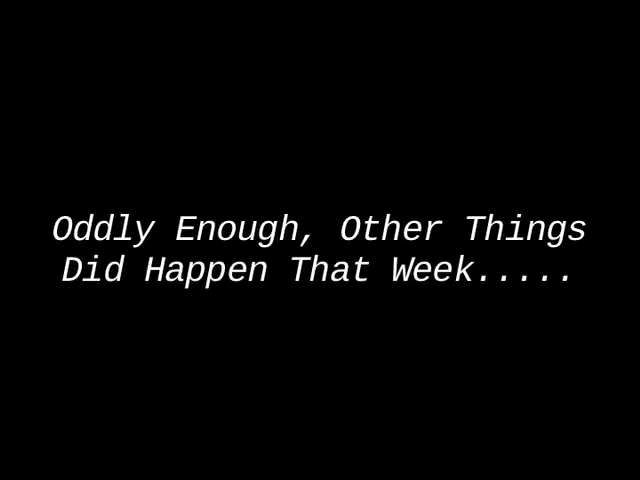 Oddly Enough, Other Things
Did Happen That Week.....